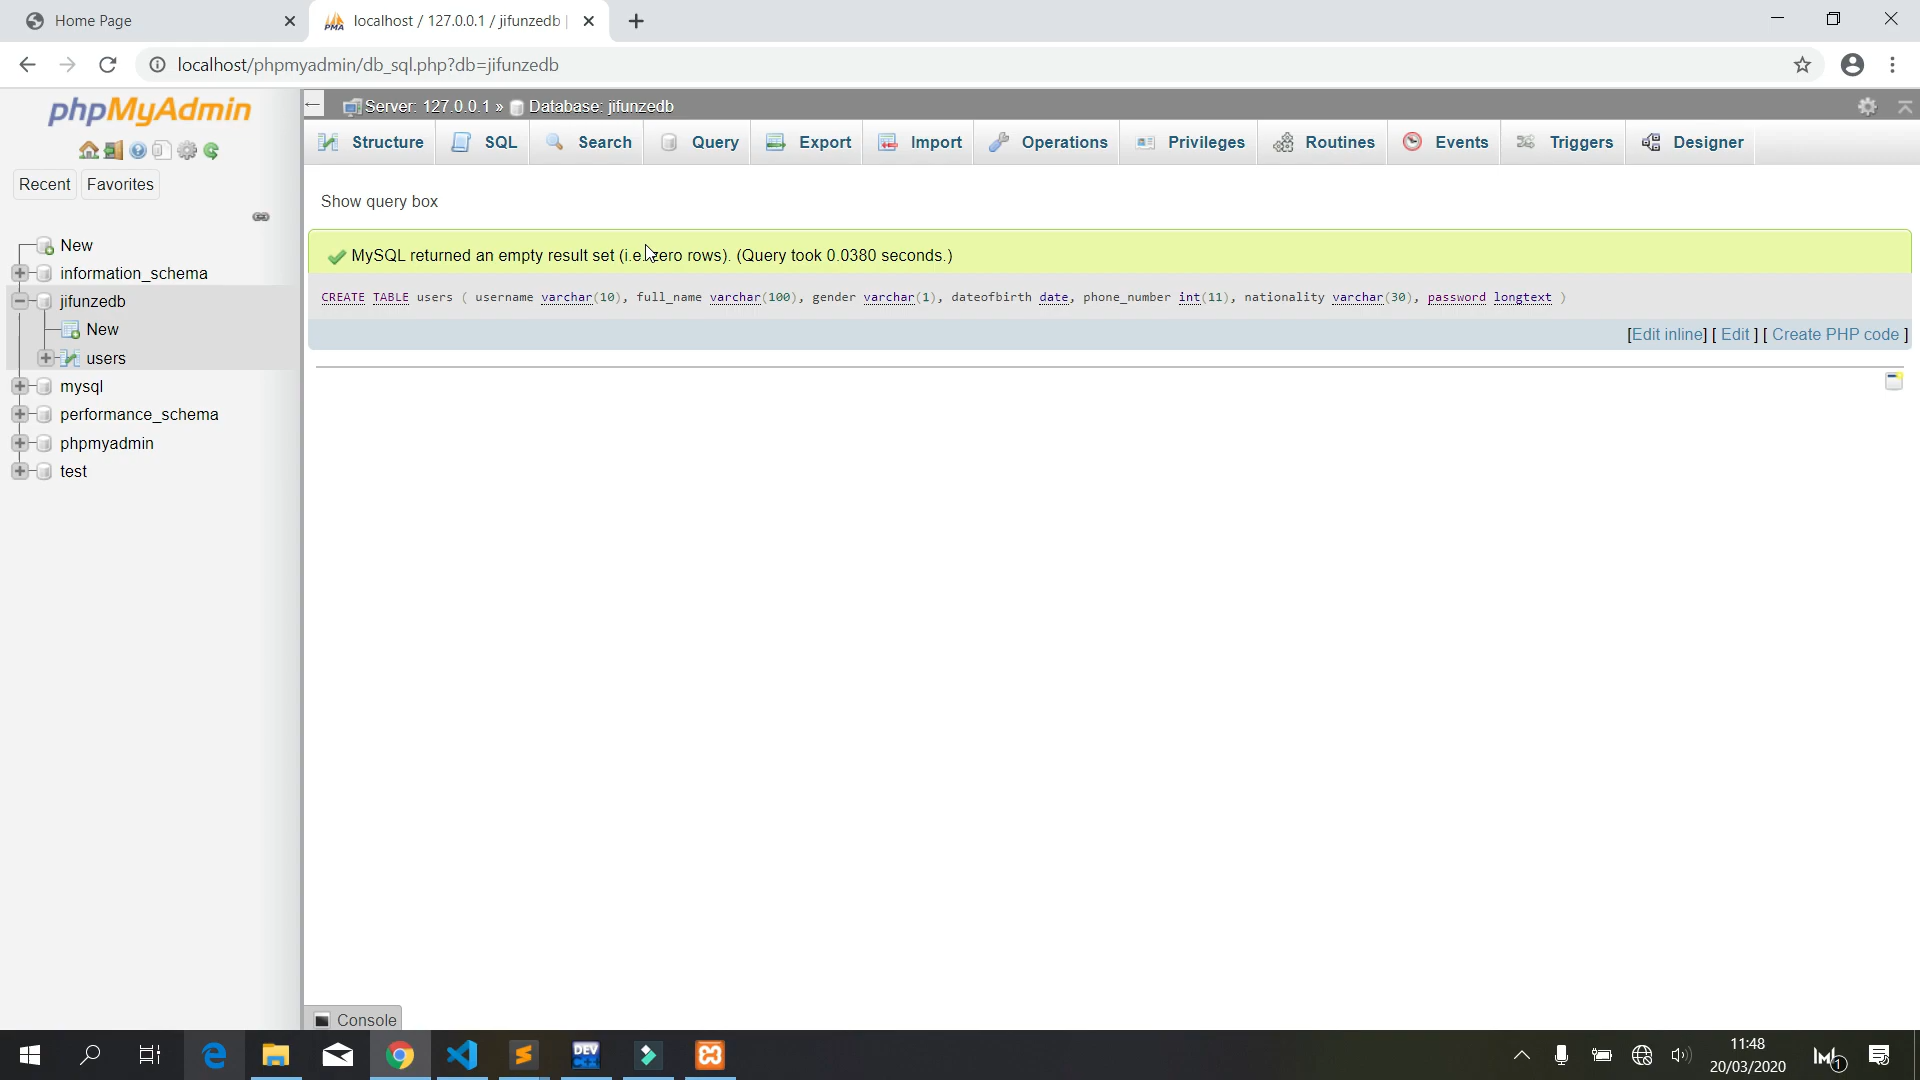 Home Page
localhost / 127.0.0.1 / jifunzedb |
localhost/phpmyadmin/db_sql.php?db=jifunzedb
phpMyAdmin
Recent
Favorites
New
information_schema
jifunzedb
New
users
mysql
performance_schema
phpmyadmin
test
Server: 127.0.0.1 » Database: jifunzedb
Structure
SQL
Search
Query
Export
Import
Operations
Privileges
Routines
Events
Triggers
Designer
Show query box
MySQL returned an empty result set (i.e. zero rows). (Query took 0.0380 seconds.)
CREATE TABLE users ( username varchar(10), full_name varchar(100), gender varchar(1), dateofbirth date, phone_number int(11), nationality varchar(30), password longtext )
[Edit inline] [ Edit ] [ Create PHP code ]
Console
DEV
11:48
20/03/2020
1